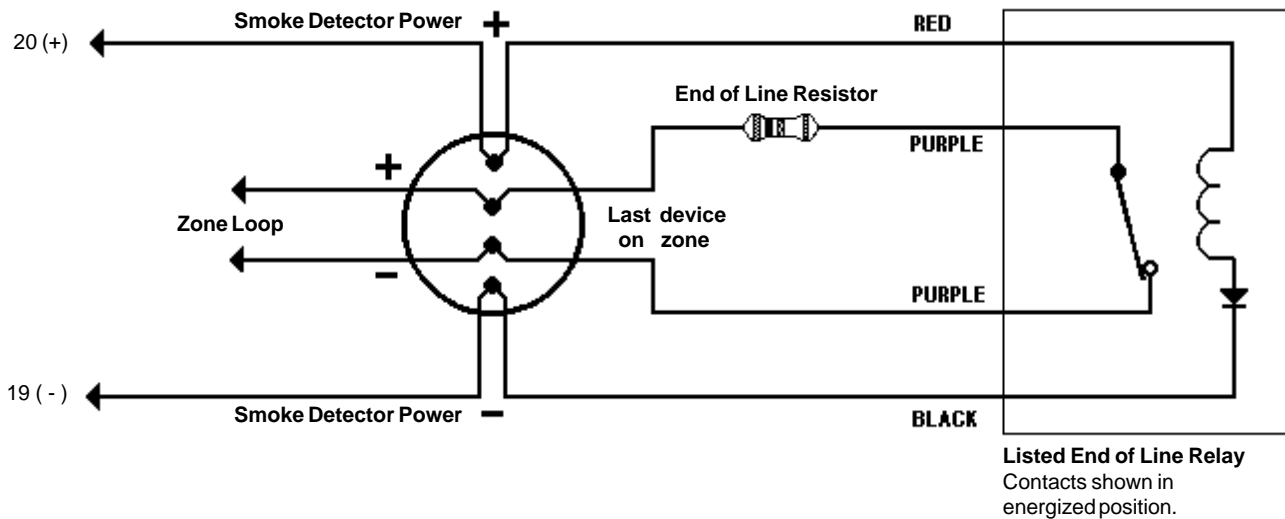 Smoke Detector Power +
20 (+)
RED
End of Line Resistor
PURPLE
+
Zone Loop
Last device
on zone
−
PURPLE
19 ( - )
Smoke Detector Power −
BLACK
Listed End of Line Relay
Contacts shown in
energized position.